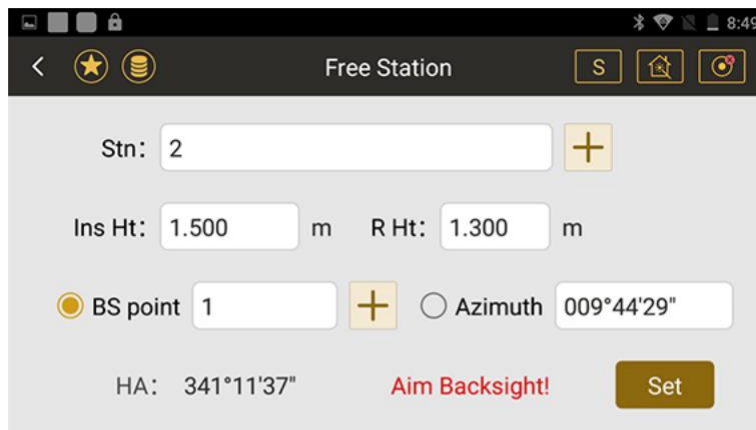 8:49
Free Station
S
Stn: 2
Ins Ht: 1.500 m R Ht: 1.300 m
BS point 1 Azimuth 009°44'29"
HA: 341°11'37" Aim Backsight! Set